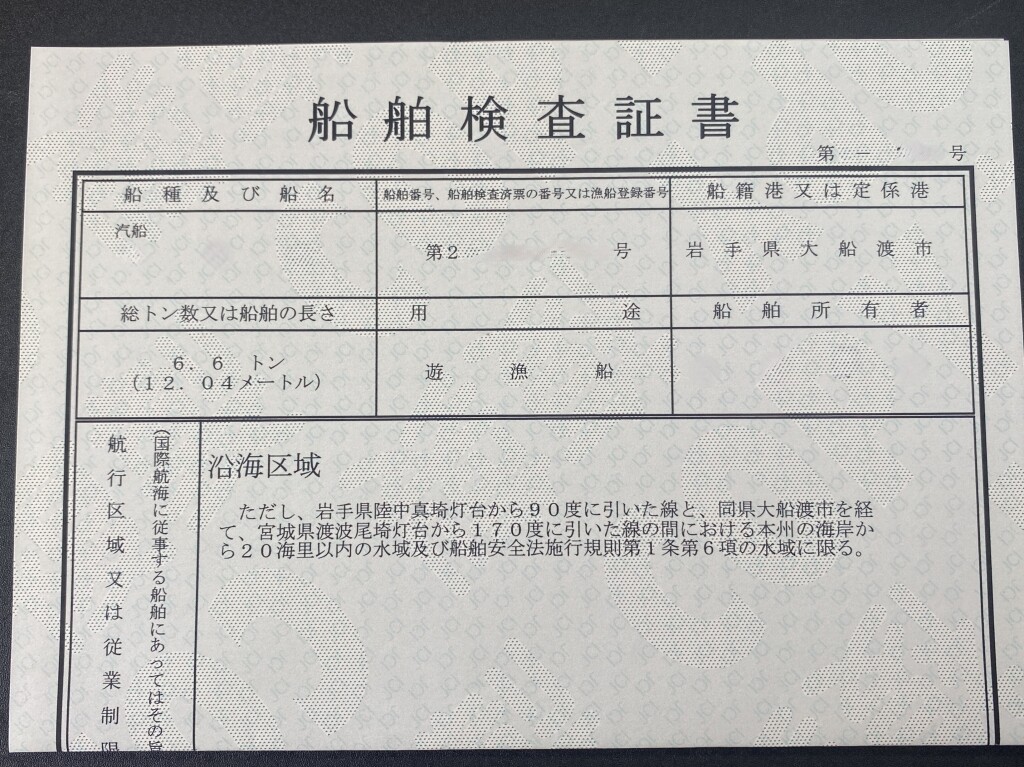 船舶検査証書
第 － 号
船種及び船名
船舶番号、船舶検査済票の番号又は漁船登録番号
船籍港又は定係港
汽船
第２ 号
岩手県大船渡市
総トン数又は船舶の長さ
用途
船舶所有者
６．６ トン
（１２．０４メートル）
遊漁船
航行区域又は従業制限
（国際航海に従事する船舶にあってはその旨
沿海区域
ただし、岩手県陸中真埼灯台から９０度に引いた線と、同県大船渡市を経
て、宮城県渡波尾埼灯台から１７０度に引いた線の間における本州の海岸か
ら２０海里以内の水域及び船舶安全法施行規則第１条第６項の水域に限る。